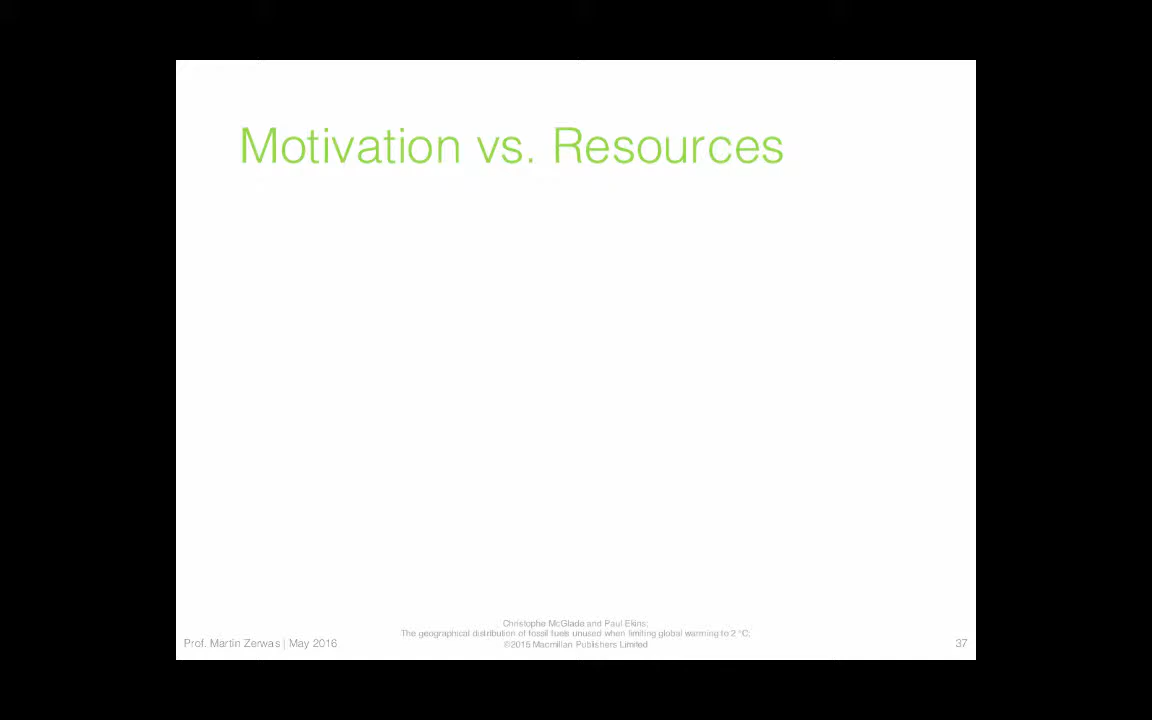 Motivation vs. Resources
Christophe McGlade and Paul Ekins;
The geographical distribution of fossil fuels unused when limiting global warming to 2 °C;
©2015 Macmillan Publishers Limited
Prof. Martin Zerwas | May 2016
37